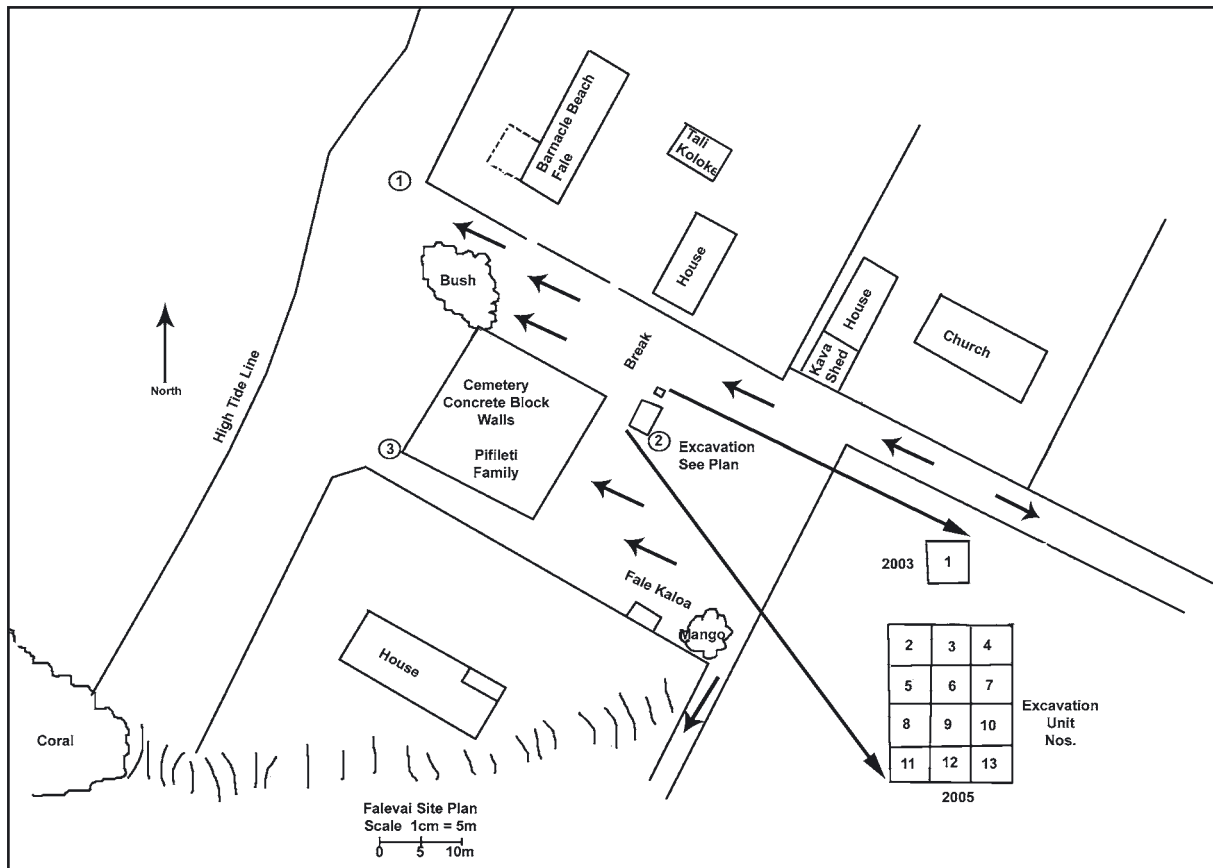 Barnacle Beach
Fale
Tali
Koloke
1
House
Bush
House
Kava
Shed
Church
North
High Tide Line
Break
Cemetery
Concrete Block
Walls
Pifileti
Family
3
2
Excavation
See Plan
2003
1
Fale Kaloa
Mango
House
2 3 4
5 6 7
8 9 10
11 12 13
Excavation
Unit
Nos.
2005
Coral
Falevai Site Plan
Scale 1cm = 5m
0 5 10m